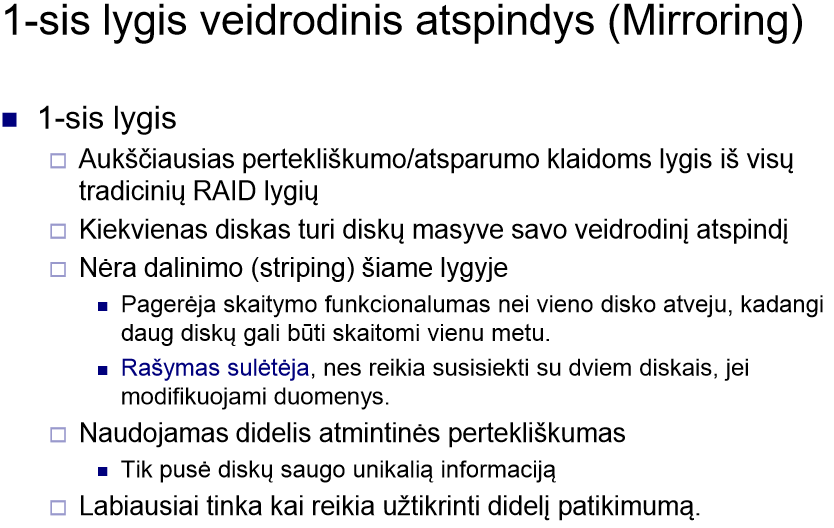 1-sis lygis veidrodinis atspindys (Mirroring)
1-sis lygis
Aukščiausias pertekliškumo/atsparumo klaidoms lygis iš visų
tradicinių RAID lygių
Kiekvienas diskas turi diskų masyve savo veidrodinį atspindį
Nėra dalinimo (striping) šiame lygyje
Pagerėja skaitymo funkcionalumas nei vieno disko atveju, kadangi
daug diskų gali būti skaitomi vienu metu.
Rašymas sulėtėja, nes reikia susisiekti su dviem diskais, jei
modifikuojami duomenys.
Naudojamas didelis atmintinės pertekliškumas
Tik pusė diskų saugo unikalią informaciją
Labiausiai tinka kai reikia užtikrinti didelį patikimumą.